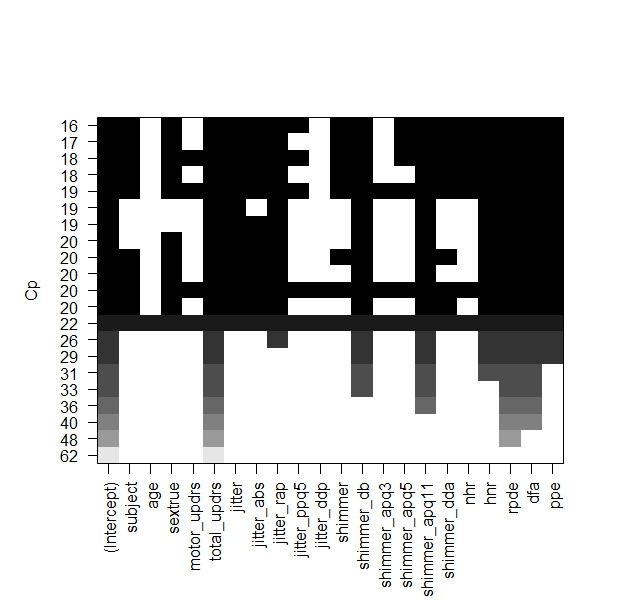 16
17
18
18
19
19
19
20
20
20
20
20
22
26
29
31
33
36
40
48
62
Cp
(Intercept)
subject
age
sextrue
motor_updrs
total_updrs
jitter
jitter_abs
jitter_rap
jitter_ppq5
jitter_ddp
shimmer
shimmer_db
shimmer_apq3
shimmer_apq5
shimmer_apq11
shimmer_dda
nhr
hnr
rpde
dfa
ppe